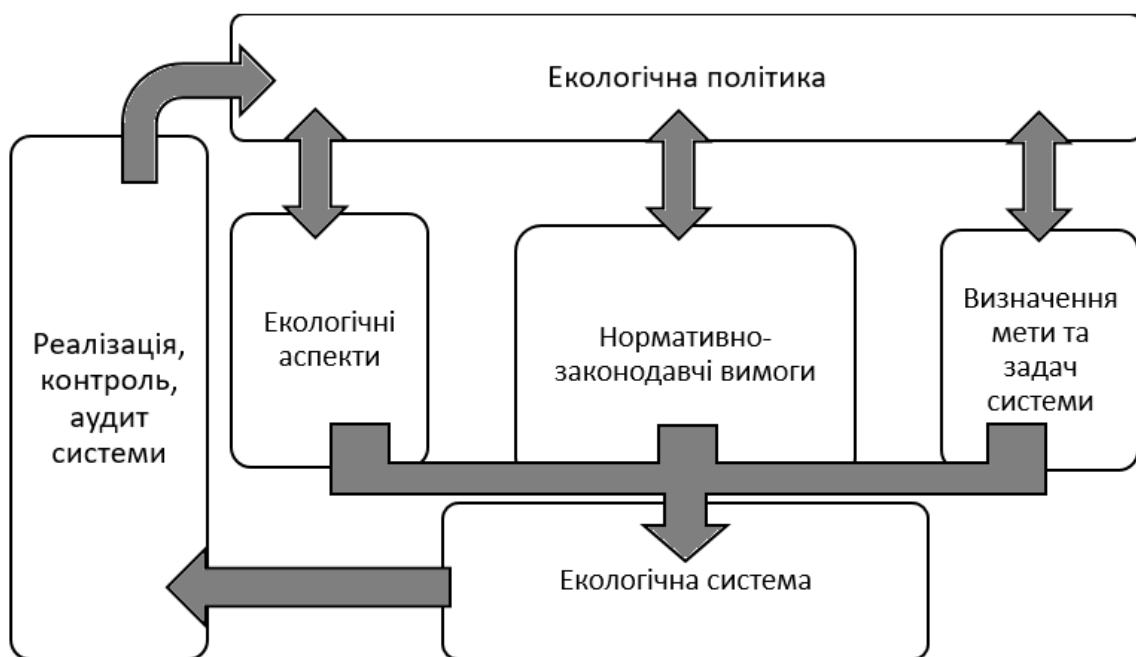 Екологічна політика
Екологічні
аспекти
Нормативно-
законодавчі вимоги
Визначення
мети та
задач
системи
Реалізація,
контроль,
аудит
системи
Екологічна система